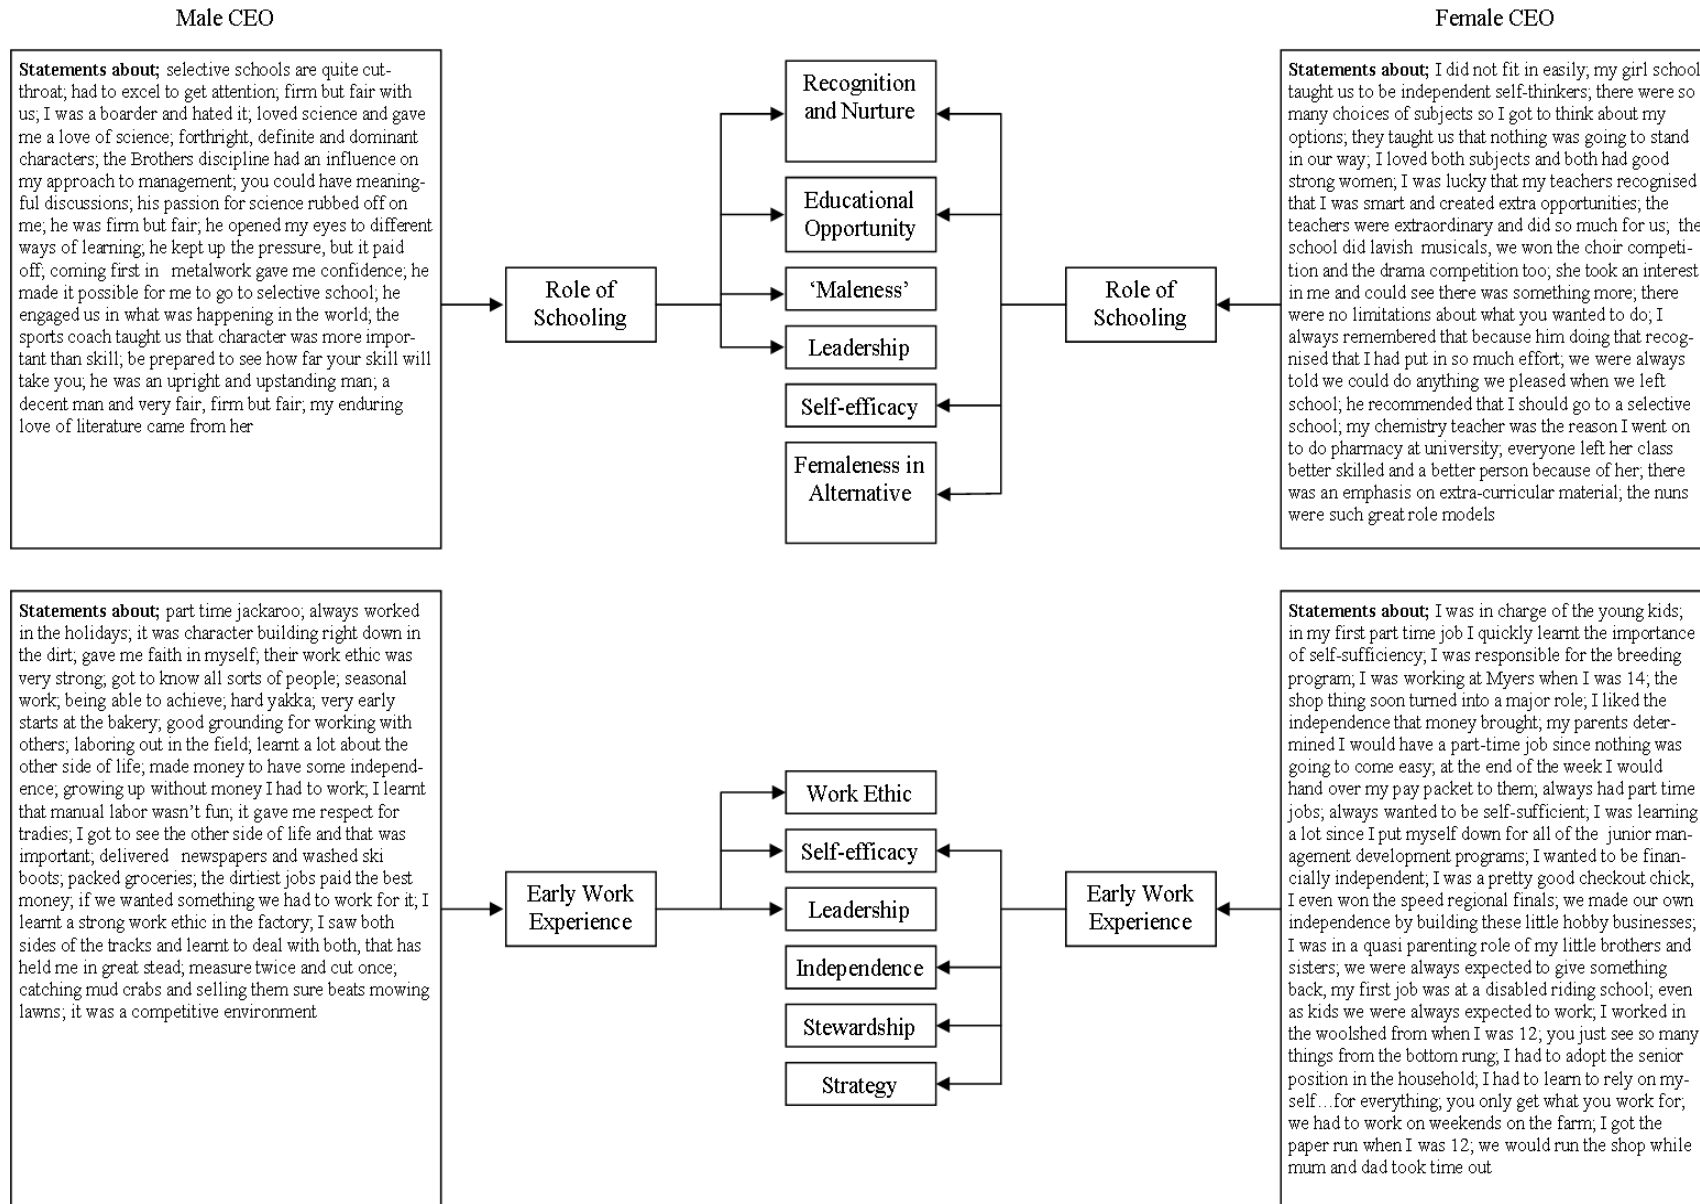 Male CEO
Female CEO
Statements about; selective schools are quite cut-
throat; had to excel to get attention; firm but fair with
us; I was a boarder and hated it; loved science and gave
me a love of science; forthright, definite and dominant
characters; the Brothers discipline had an influence on
my approach to management; you could have meaning-
ful discussions; his passion for science rubbed off on
me; he was firm but fair; he opened my eyes to different
ways of learning; he kept up the pressure, but it paid
off; coming first in metalwork gave me confidence; he
made it possible for me to go to selective school; he
engaged us in what was happening in the world; the
sports coach taught us that character was more impor-
tant than skill; be prepared to see how far your skill will
take you; he was an upright and upstanding man; a
decent man and very fair, firm but fair; my enduring
love of literature came from her
Role of
Schooling
Recognition
and Nurture
Educational
Opportunity
‘Maleness’
Leadership
Self-efficacy
Femaleness in
Alternative
Role of
Schooling
Statements about; I did not fit in easily; my girl school
taught us to be independent self-thinkers; there were so
many choices of subjects so I got to think about my
options; they taught us that nothing was going to stand
in our way; I loved both subjects and both had good
strong women; I was lucky that my teachers recognised
that I was smart and created extra opportunities; the
teachers were extraordinary and did so much for us; the
school did lavish musicals, we won the choir competi-
tion and the drama competition too; she took an interest
in me and could see there was something more; there
were no limitations about what you wanted to do; I
always remembered that because him doing that recog-
nised that I had put in so much effort; we were always
told we could do anything we pleased when we left
school; he recommended that I should go to a selective
school; my chemistry teacher was the reason I went on
to do pharmacy at university; everyone left her class
better skilled and a better person because of her; there
was an emphasis on extra-curricular material; the nuns
were such great role models
Statements about; part time jackaroo; always worked
in the holidays; it was character building right down in
the dirt; gave me faith in myself; their work ethic was
very strong; got to know all sorts of people; seasonal
work; being able to achieve; hard yakka; very early
starts at the bakery; good grounding for working with
others; laboring out in the field; learnt a lot about the
other side of life; made money to have some independ-
ence; growing up without money I had to work; I learnt
that manual labor wasn’t fun; it gave me respect for
tradies; I got to see the other side of life and that was
important; delivered newspapers and washed ski
boots; packed groceries; the dirtiest jobs paid the best
money; if we wanted something we had to work for it; I
learnt a strong work ethic in the factory; I saw both
sides of the tracks and learnt to deal with both, that has
held me in great stead; measure twice and cut once;
catching mud crabs and selling them sure beats mowing
lawns; it was a competitive environment
Early Work
Experience
Work Ethic
Self-efficacy
Leadership
Independence
Stewardship
Strategy
Early Work
Experience
Statements about; I was in charge of the young kids;
in my first part time job I quickly learnt the importance
of self-sufficiency; I was responsible for the breeding
program; I was working at Myers when I was 14; the
shop thing soon turned into a major role; I liked the
independence that money brought; my parents deter-
mined I would have a part-time job since nothing was
going to come easy; at the end of the week I would
hand over my pay packet to them; always had part time
jobs; always wanted to be self-sufficient; I was learning
a lot since I put myself down for all of the junior man-
agement development programs; I wanted to be finan-
cially independent; I was a pretty good checkout chick,
I even won the speed regional finals; we made our own
independence by building these little hobby businesses;
I was in a quasi parenting role of my little brothers and
sisters; we were always expected to give something
back, my first job was at a disabled riding school; even
as kids we were always expected to work; I worked in
the woolshed from when I was 12; you just see so many
things from the bottom rung; I had to adopt the senior
position in the household; I had to learn to rely on my-
self…for everything; you only get what you work for;
we had to work on weekends on the farm; I got the
paper run when I was 12; we would run the shop while
mum and dad took time out